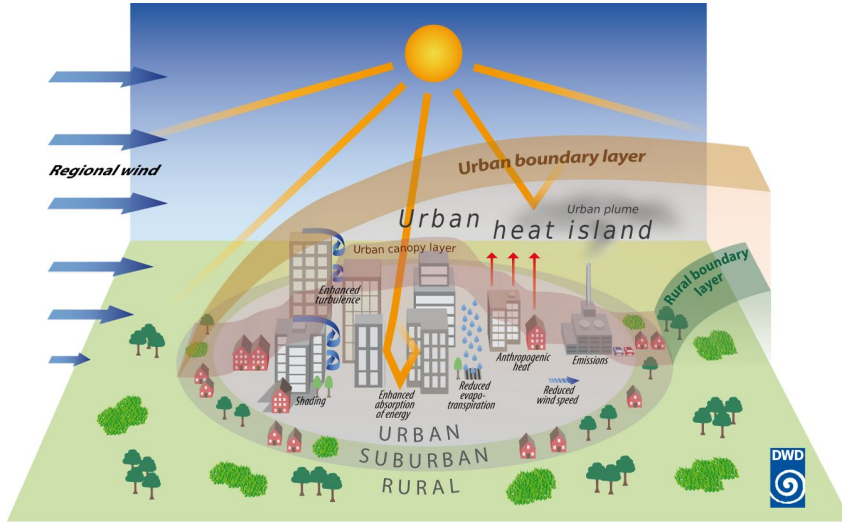 Urban boundary layer
Regional wind
Urban plume
Urban
heat island
Urban canopy layer
Rural boundary
layer
Enhanced
turbulence
Anthropogenic
heat
Emissions
Shading
Enhanced
absorption
of energy
Reduced
evapo-
transpiration
Reduced
wind speed
URBAN
SUBURBAN
RURAL
DWD